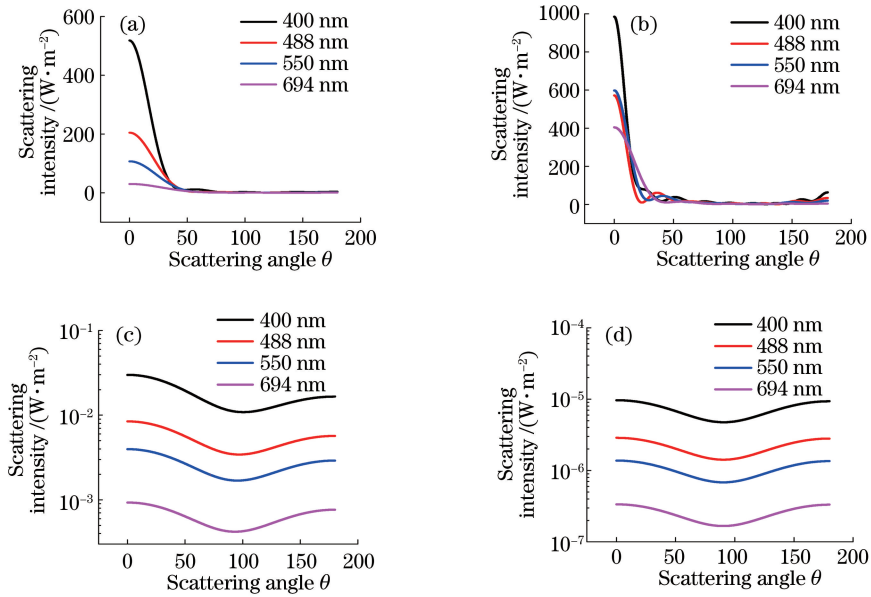 (a)
400 nm
488 nm
550 nm
694 nm
600
400
200
0
Scattering
intensity /(W·m⁻²)
0 50 100 150 200
Scattering angle θ
(b)
400 nm
488 nm
550 nm
694 nm
1000
800
600
400
200
0
Scattering
intensity /(W·m⁻²)
0 50 100 150 200
Scattering angle θ
(c)
400 nm
488 nm
550 nm
694 nm
10⁻¹
10⁻²
10⁻³
Scattering
intensity /(W·m⁻²)
0 50 100 150 200
Scattering angle θ
(d)
400 nm
488 nm
550 nm
694 nm
10⁻⁴
10⁻⁵
10⁻⁶
10⁻⁷
Scattering
intensity /(W·m⁻²)
0 50 100 150 200
Scattering angle θ